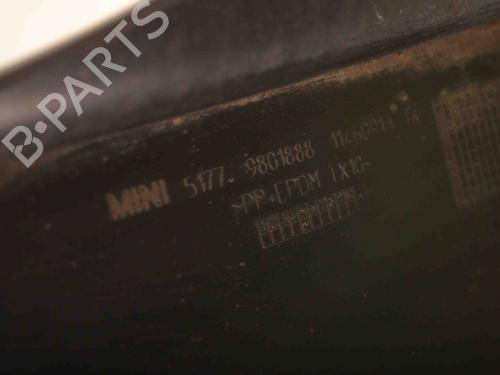 B-PARTS
MINI 5177- 9801888
>PP+EPDM TX10<